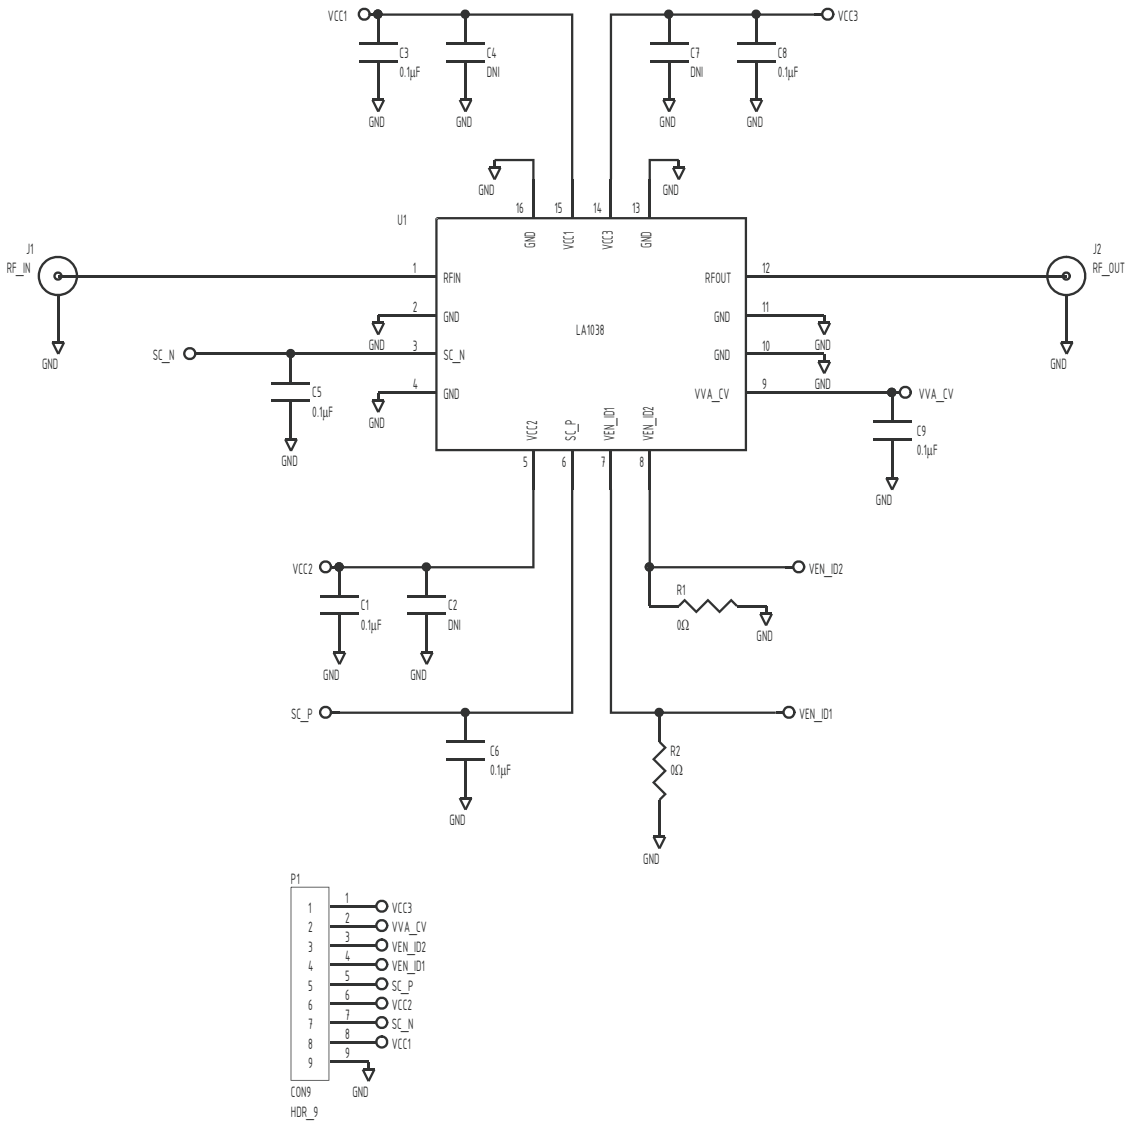 VCC1
C3
0.1μF
GND
C4
DNI
GND
C7
DNI
GND
C8
0.1μF
GND
VCC3
GND
GND
U1
16
15
14
13
GND
VCC1
VCC3
GND
J1
RF_IN
GND
1
RFIN
2
GND
GND
SC_N
3
SC_N
4
GND
GND
C5
0.1μF
GND
LA1038
RFOUT
12
J2
RF_OUT
GND
GND
11
GND
GND
10
GND
VVA_CV
9
VVA_CV
C9
0.1μF
GND
VCC2
SC_P
VEN_ID1
VEN_ID2
5
6
7
8
VCC2
C1
0.1μF
GND
C2
DNI
GND
VEN_ID2
R1
0Ω
GND
SC_P
C6
0.1μF
GND
VEN_ID1
R2
0Ω
GND
P1
1 1 VCC3
2 2 VVA_CV
3 3 VEN_ID2
4 4 VEN_ID1
5 5 SC_P
6 6 VCC2
7 7 SC_N
8 8 VCC1
9 9
GND
CON9
HDR_9